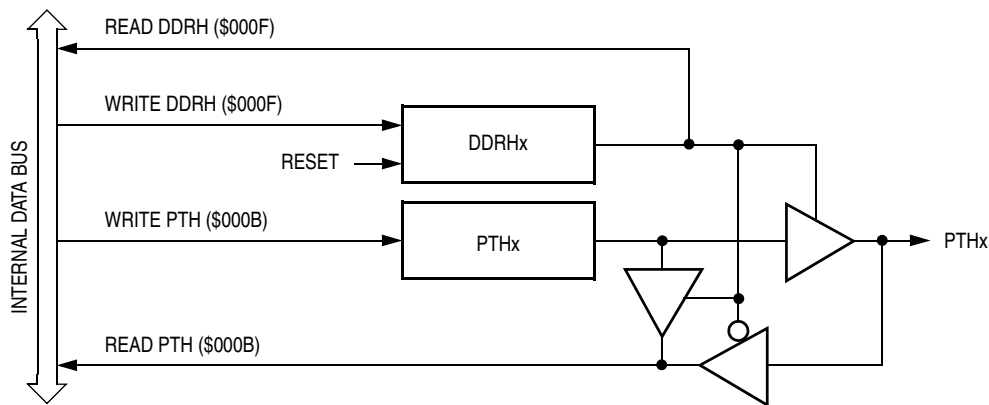 READ DDRH ($000F)
WRITE DDRH ($000F)
DDRHx
RESET
WRITE PTH ($000B)
PTHx
PTHx
READ PTH ($000B)
INTERNAL DATA BUS